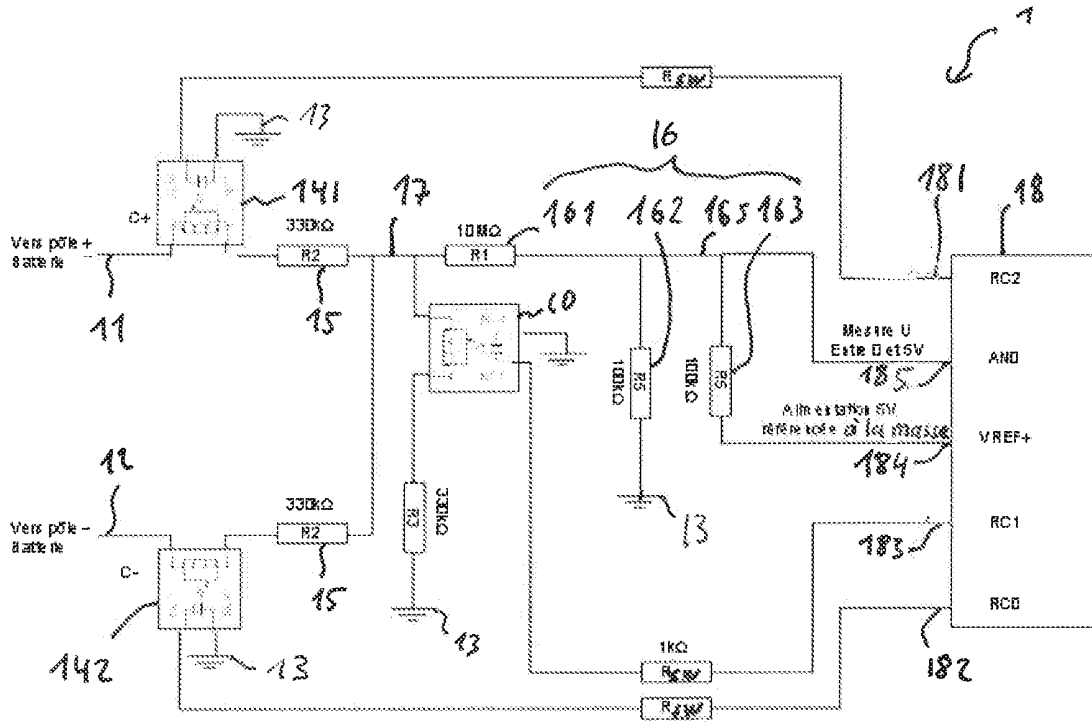 1
13
16
141
C+
Vers pôle +
Batterie
11
330kΩ
R2
15
17
10MΩ
R1
161
162
165
163
181
18
RC2
10
Mesure U
Entre 0 et 5V
AN0
185
R5
100kΩ
R5
100kΩ
Alimentation 5V
référencée à la masse
VREF+
184
12
Vers pôle -
Batterie
330kΩ
R2
15
C-
142
13
R3
330kΩ
13
13
183
RC1
RC0
182
1kΩ